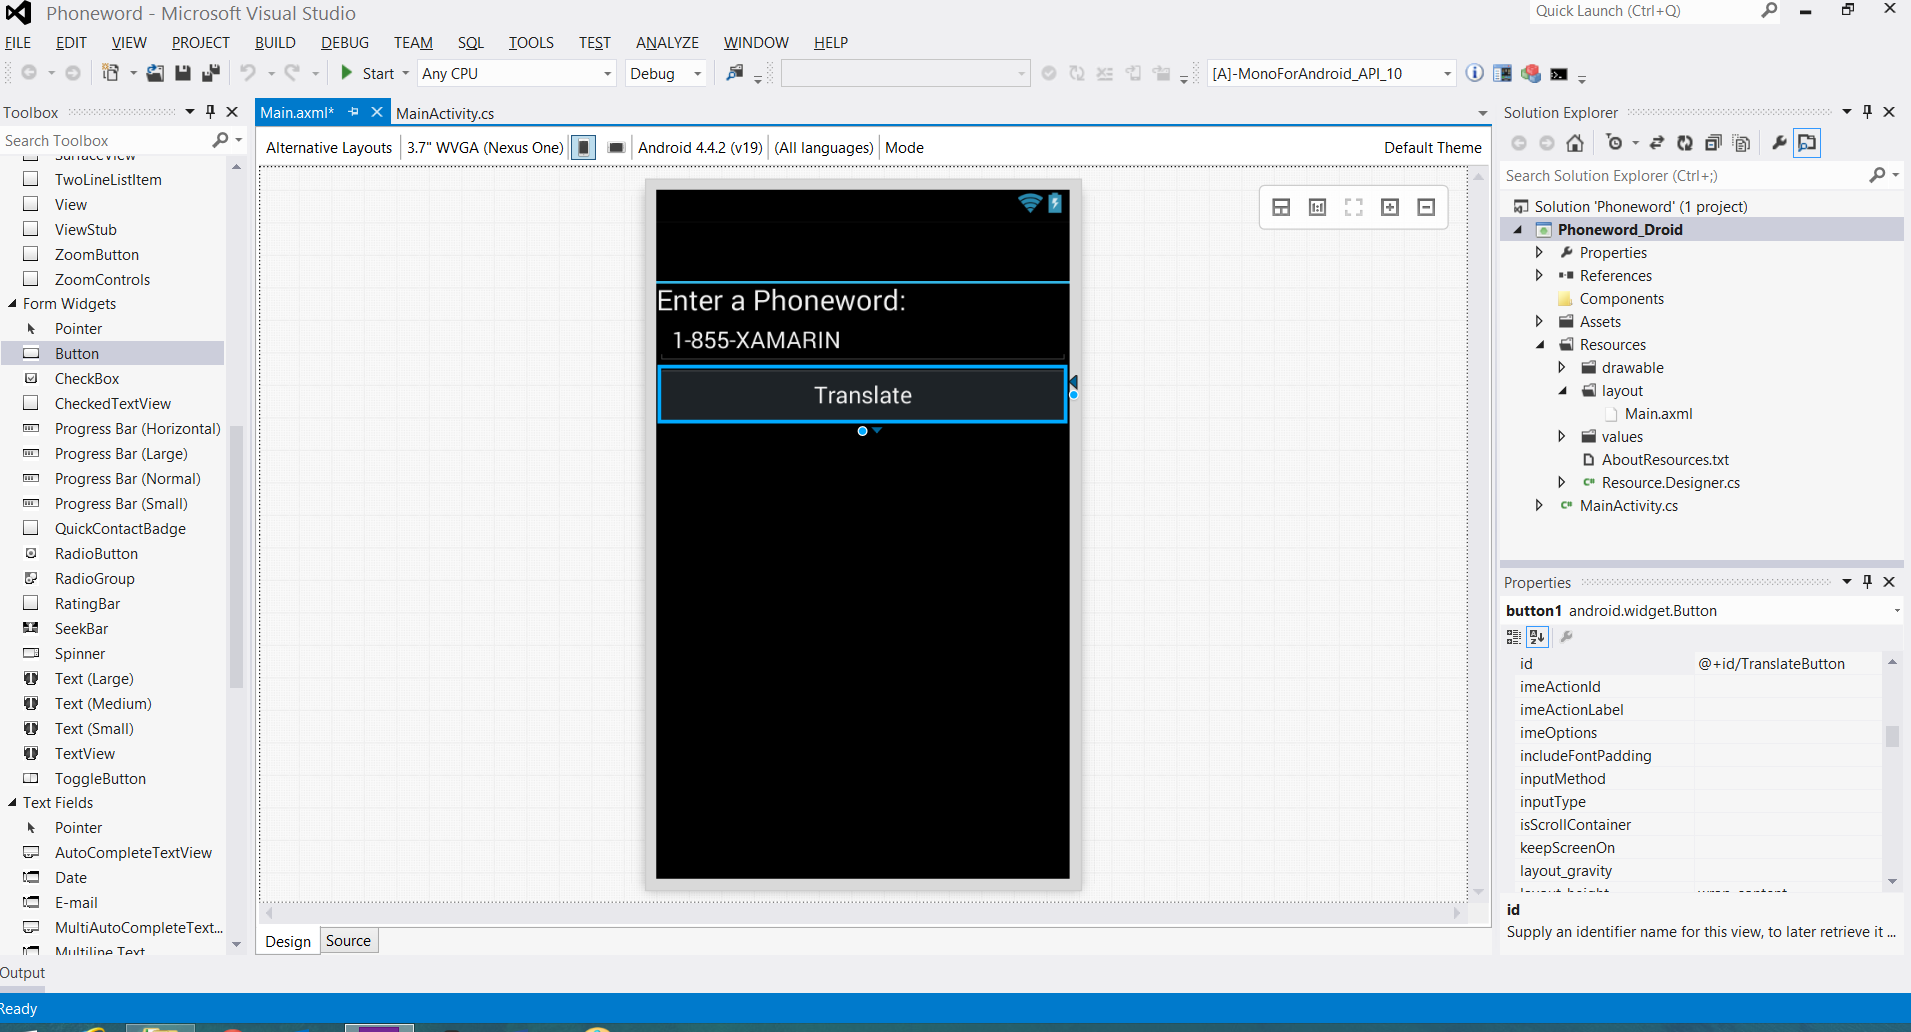 Phoneword - Microsoft Visual Studio
Quick Launch (Ctrl+Q)
FILE EDIT VIEW PROJECT BUILD DEBUG TEAM SQL TOOLS TEST ANALYZE WINDOW HELP
Start Any CPU Debug [A]-MonoForAndroid_API_10
Toolbox
Search Toolbox
SurfaceView
TwoLineListItem
View
ViewStub
ZoomButton
ZoomControls
Form Widgets
Pointer
Button
CheckBox
CheckedTextView
Progress Bar (Horizontal)
Progress Bar (Large)
Progress Bar (Normal)
Progress Bar (Small)
QuickContactBadge
RadioButton
RadioGroup
RatingBar
SeekBar
Spinner
Text (Large)
Text (Medium)
Text (Small)
TextView
ToggleButton
Text Fields
Pointer
AutoCompleteTextView
Date
E-mail
MultiAutoCompleteText...
Multiline Text
Main.axml* MainActivity.cs
Alternative Layouts 3.7" WVGA (Nexus One) Android 4.4.2 (v19) (All languages) Mode Default Theme
Enter a Phoneword:
1-855-XAMARIN
Translate
Design Source
Solution Explorer
Search Solution Explorer (Ctrl+;)
Solution 'Phoneword' (1 project)
Phoneword_Droid
Properties
References
Components
Assets
Resources
drawable
layout
Main.axml
values
AboutResources.txt
C# Resource.Designer.cs
C# MainActivity.cs
Properties
button1 android.widget.Button
id @+id/TranslateButton
imeActionId
imeActionLabel
imeOptions
includeFontPadding
inputMethod
inputType
isScrollContainer
keepScreenOn
layout_gravity
layout_height wrap_content
id
Supply an identifier name for this view, to later retrieve it ...
Output
Ready